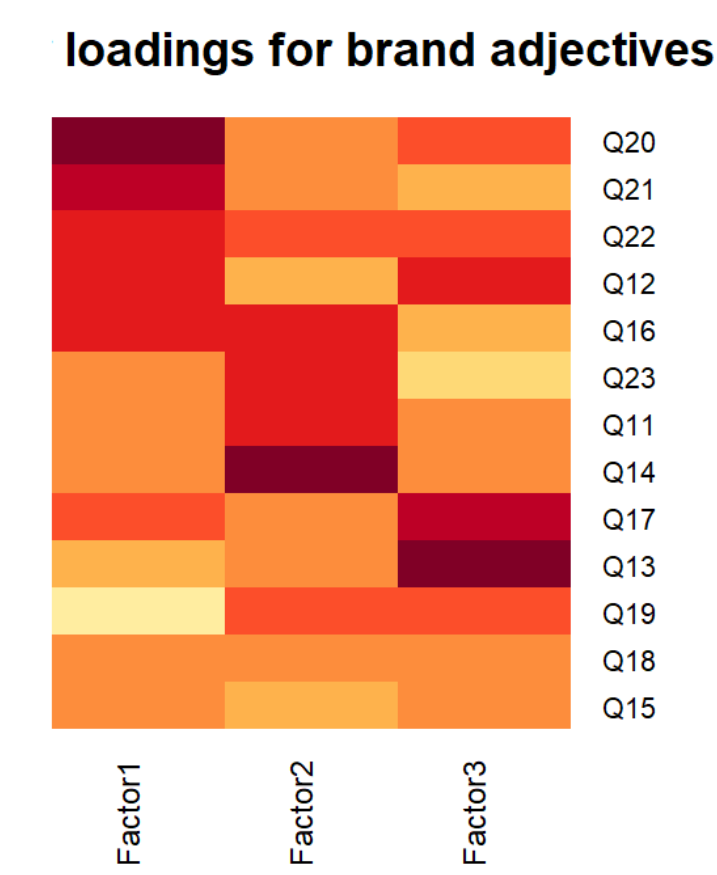 loadings for brand adjectives
Q20
Q21
Q22
Q12
Q16
Q23
Q11
Q14
Q17
Q13
Q19
Q18
Q15
Factor1
Factor2
Factor3